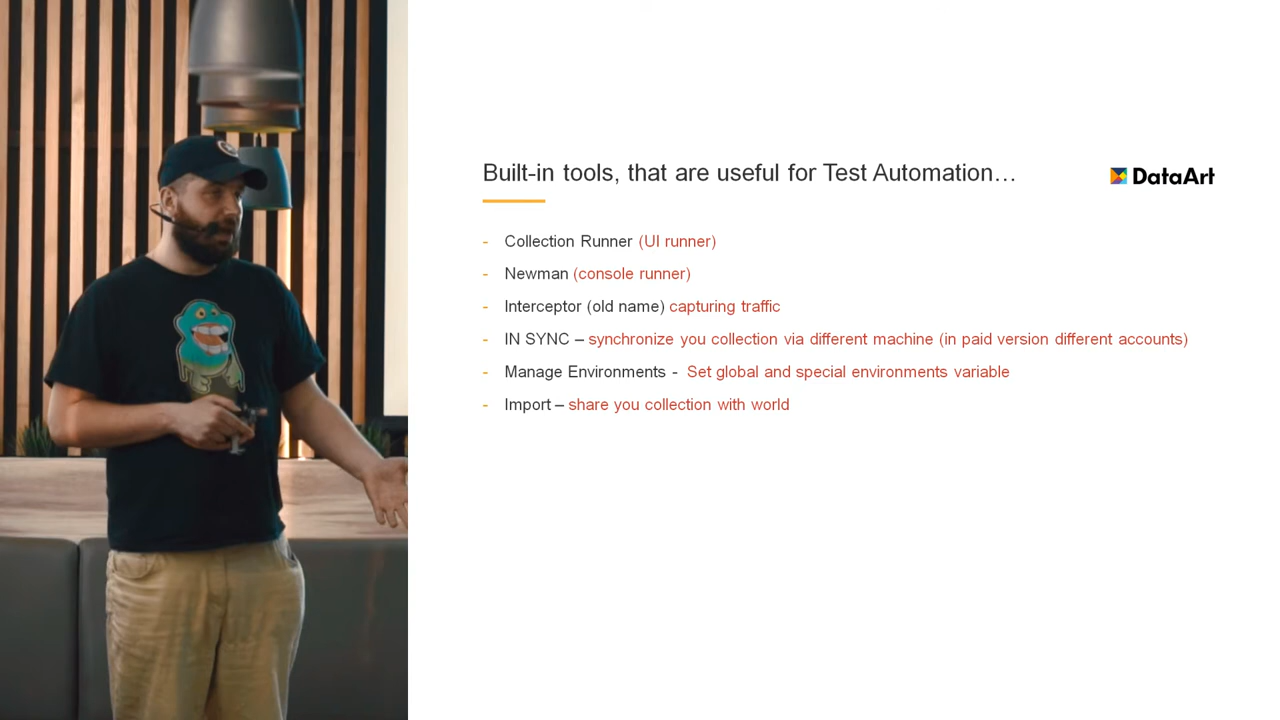 Built-in tools, that are useful for Test Automation…
DataArt
- Collection Runner (UI runner)
- Newman (console runner)
- Interceptor (old name) capturing traffic
- IN SYNC – synchronize you collection via different machine (in paid version different accounts)
- Manage Environments - Set global and special environments variable
- Import – share you collection with world